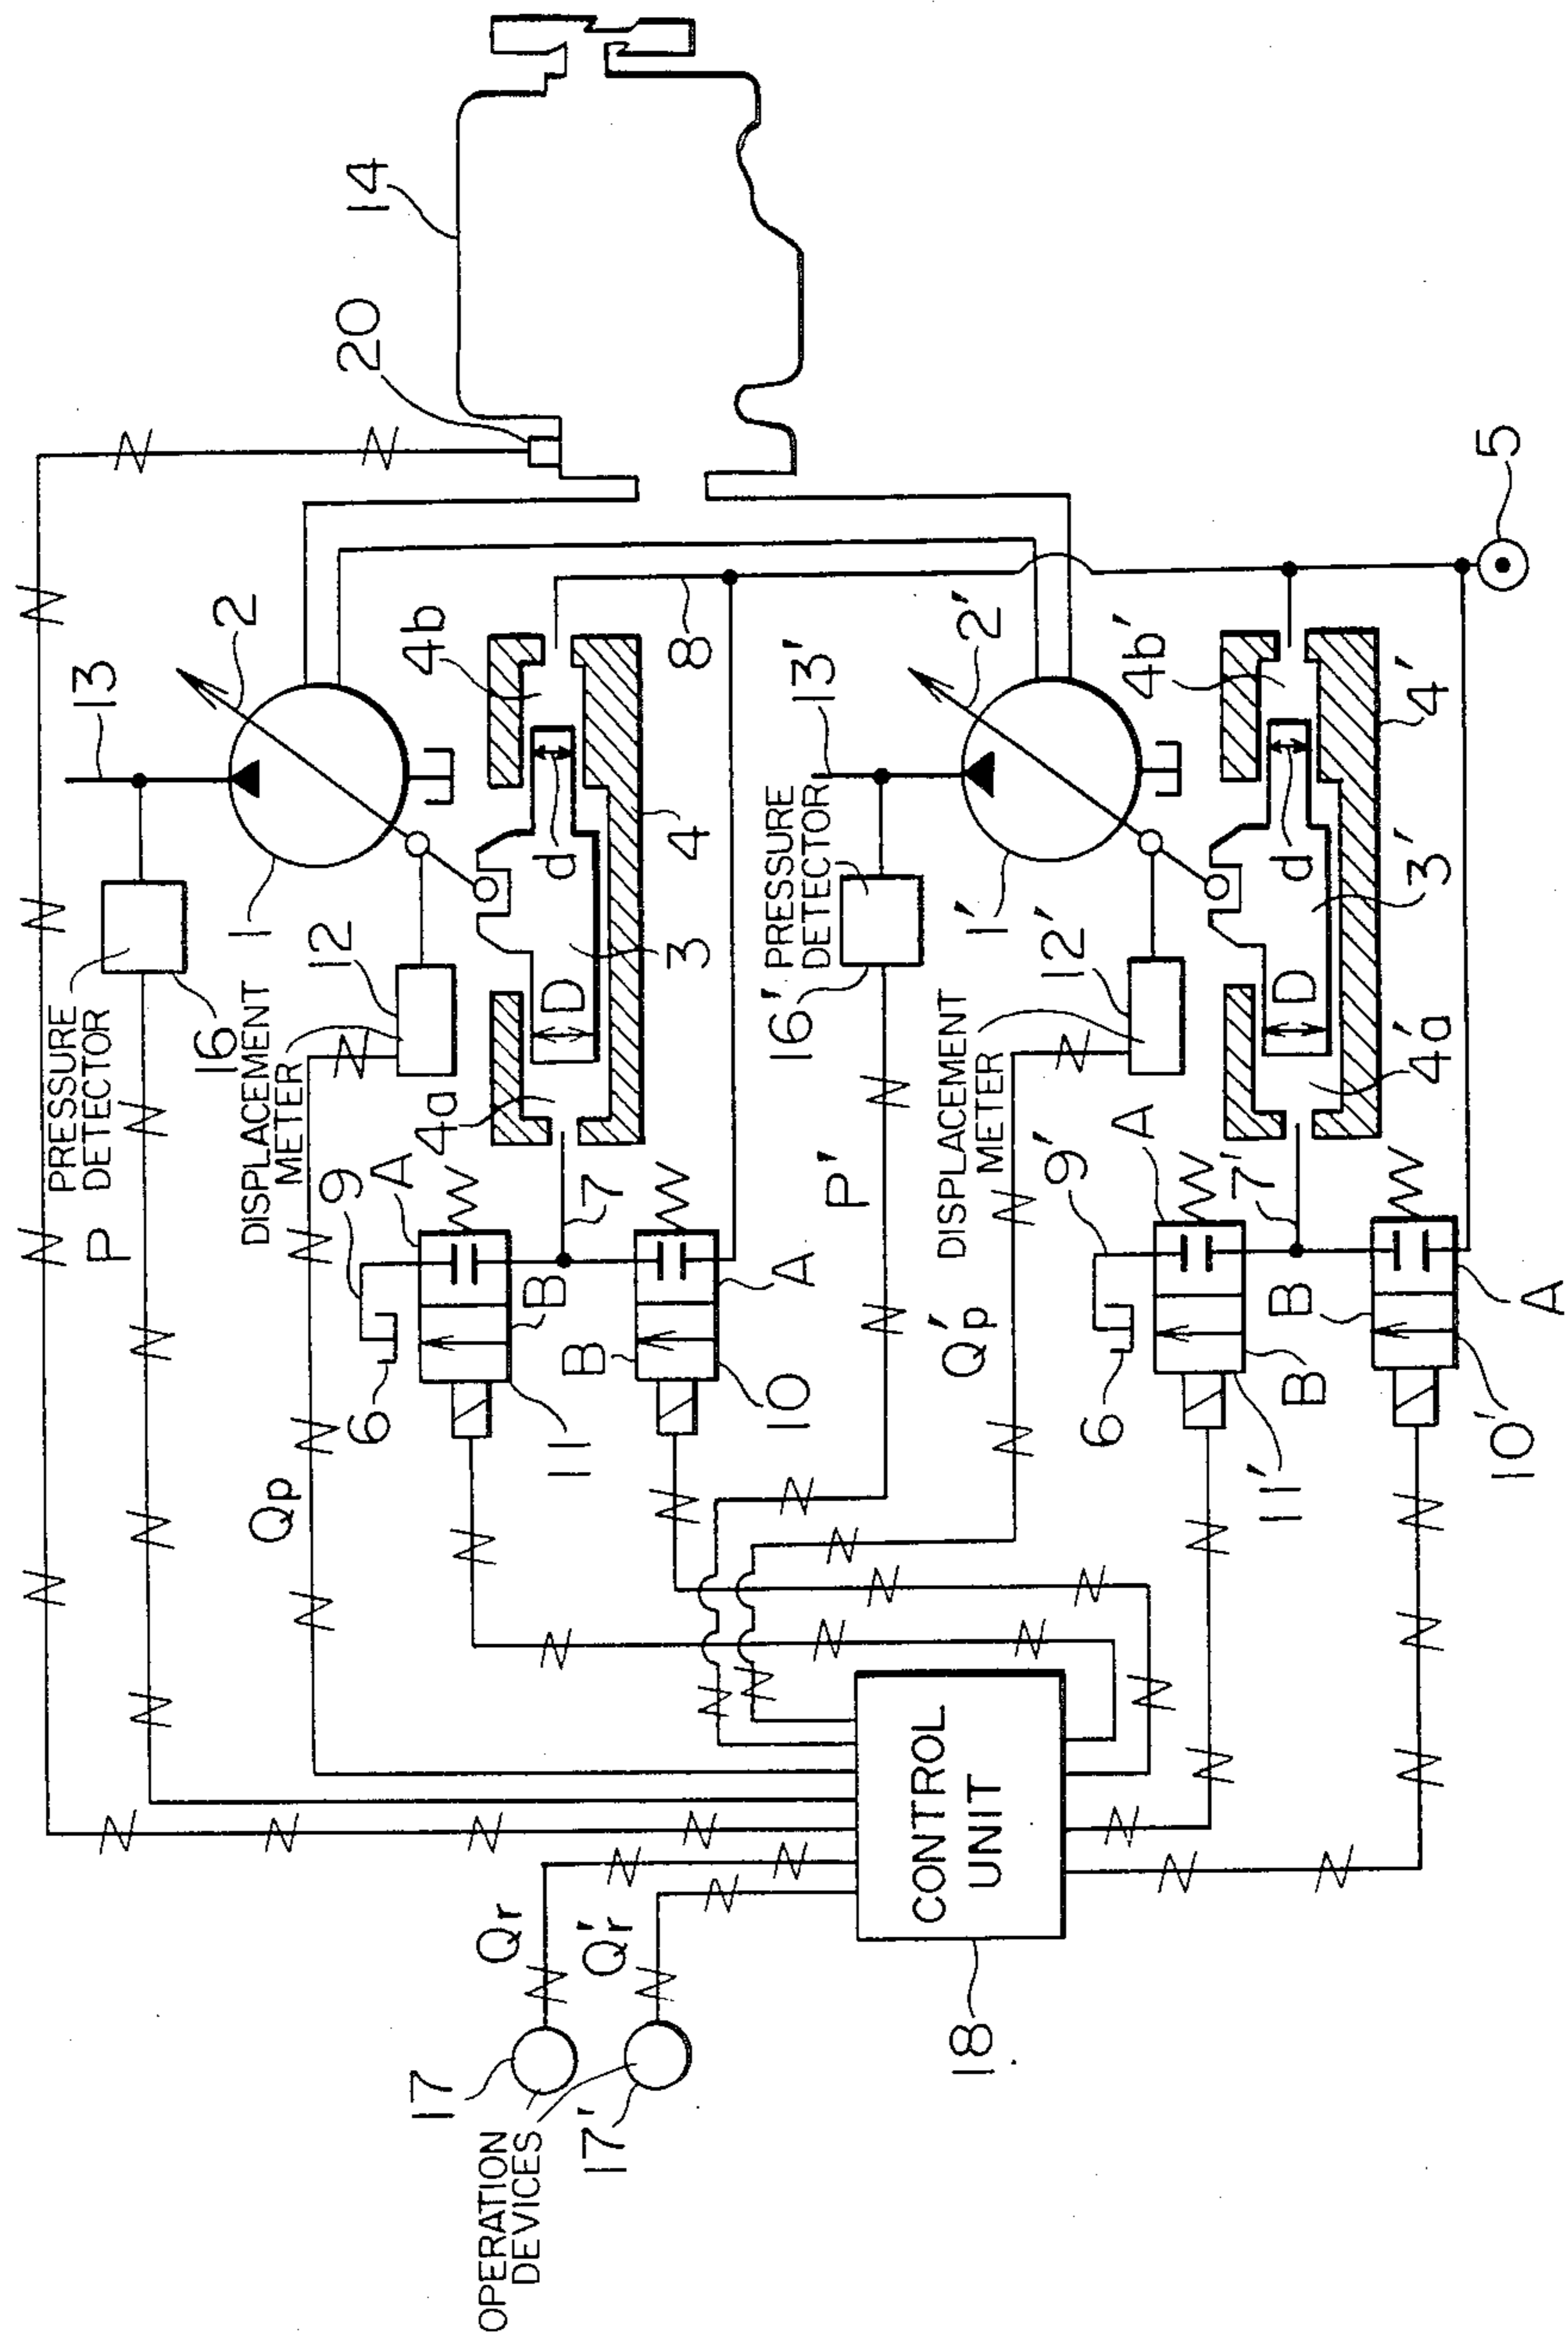 14
20
13
2
PRESSURE
DETECTOR
16
1
P
4b
d
4
8
DISPLACEMENT
METER
12
D
3
4a
9
A
7
6
B
11
B
A
10
Qp
13'
2'
PRESSURE
DETECTOR
16'
1'
P'
5
4b'
d
4'
DISPLACEMENT
METER
12'
D
3'
4'a
9'
A
7'
6
B
11'
B
A
10'
Q'p
Qr
Q'r
17
17'
OPERATION
DEVICES
CONTROL
UNIT
18